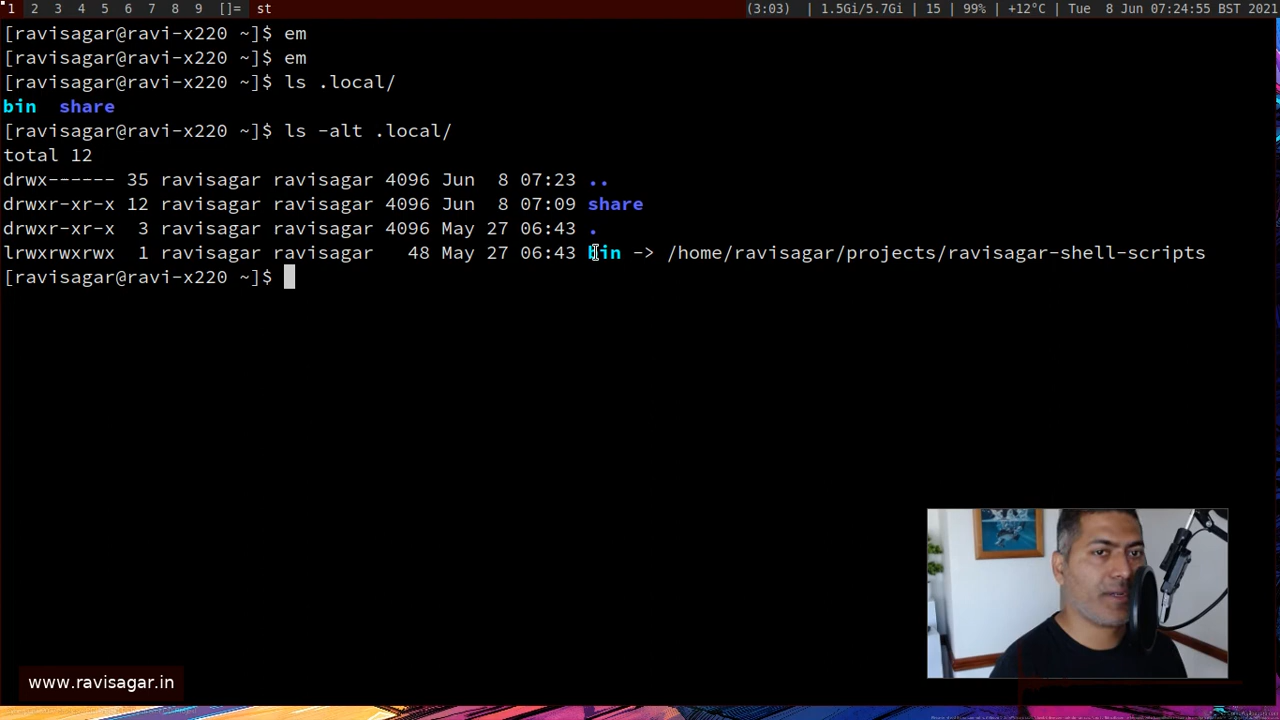 1 2 3 4 5 6 7 8 9 []= st (3:03) | 1.5Gi/5.7Gi | 15 | 99% | +12°C | Tue 8 Jun 07:24:55 BST 2021
[ravisagar@ravi-x220 ~]$ em
[ravisagar@ravi-x220 ~]$ em
[ravisagar@ravi-x220 ~]$ ls .local/
bin share
[ravisagar@ravi-x220 ~]$ ls -alt .local/
total 12
drwx------ 35 ravisagar ravisagar 4096 Jun 8 07:23 ..
drwxr-xr-x 12 ravisagar ravisagar 4096 Jun 8 07:09 share
drwxr-xr-x 3 ravisagar ravisagar 4096 May 27 06:43 .
lrwxrwxrwx 1 ravisagar ravisagar 48 May 27 06:43 bin -> /home/ravisagar/projects/ravisagar-shell-scripts
[ravisagar@ravi-x220 ~]$
www.ravisagar.in